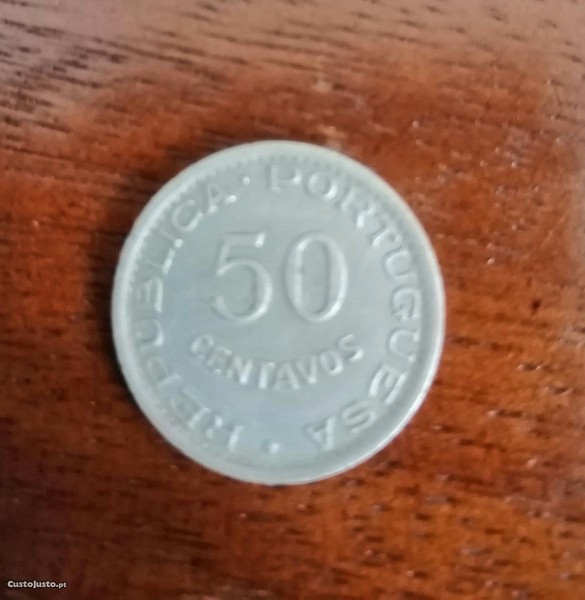 REPUBLICA · PORTUGUESA ·
50
CENTAVOS
CustoJusto.pt